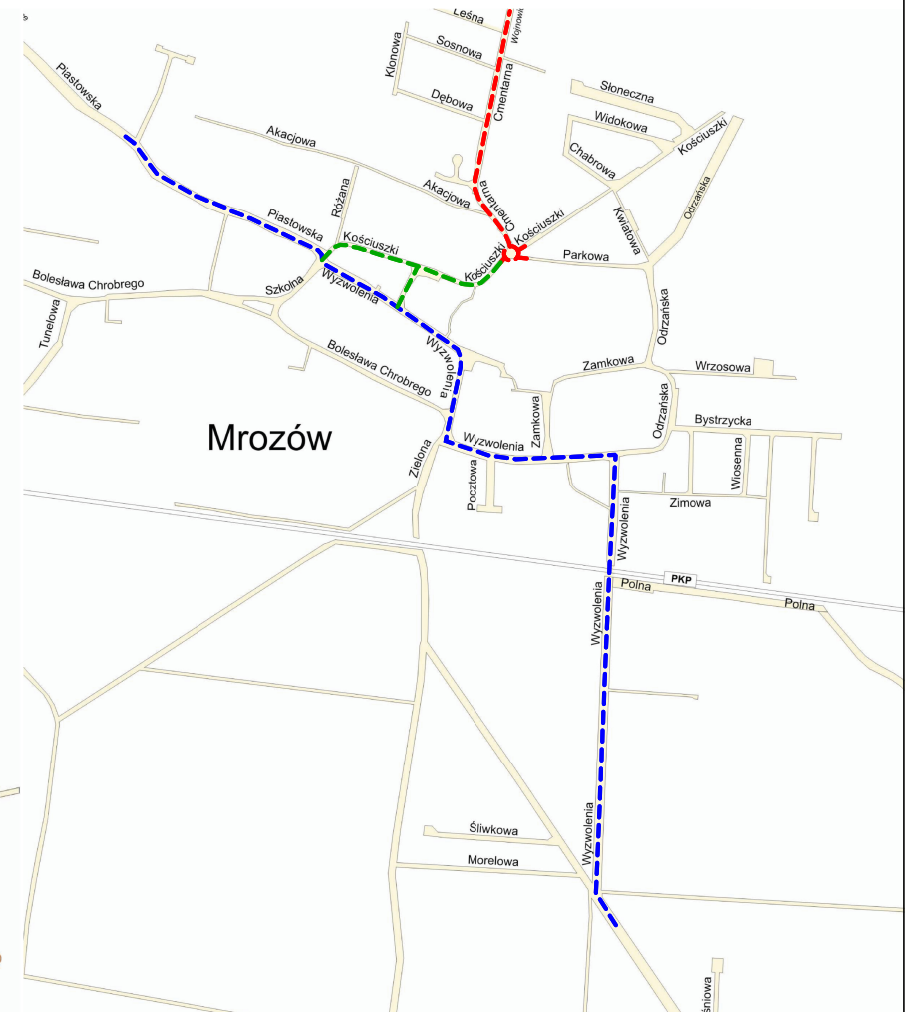 Leśna
Wojnowic
Klonowa
Sosnowa
Piastowska
Dębowa
Cmentarna
Słoneczna
Widokowa
Kościuszki
Akacjowa
Chabrowa
Różana
Akacjowa
Cmentarna
Odrzańska
Piastowska
Kościuszki
Kościuszki
Kwiatowa
Kościuszki
Parkowa
Bolesława Chrobrego
Szkolna
Wyzwolenia
Tunelowa
Odrzańska
Wyzwolenia
Bolesława Chrobrego
Zamkowa
Wrzosowa
Zamkowa
Odrzańska
Bystrzycka
Mrozów
Zielona
Wyzwolenia
Pocztowa
Wiosenna
Zimowa
Wyzwolenia
PKP
Polna
Polna
Wyzwolenia
Wyzwolenia
Śliwkowa
Morelowa
śniowa